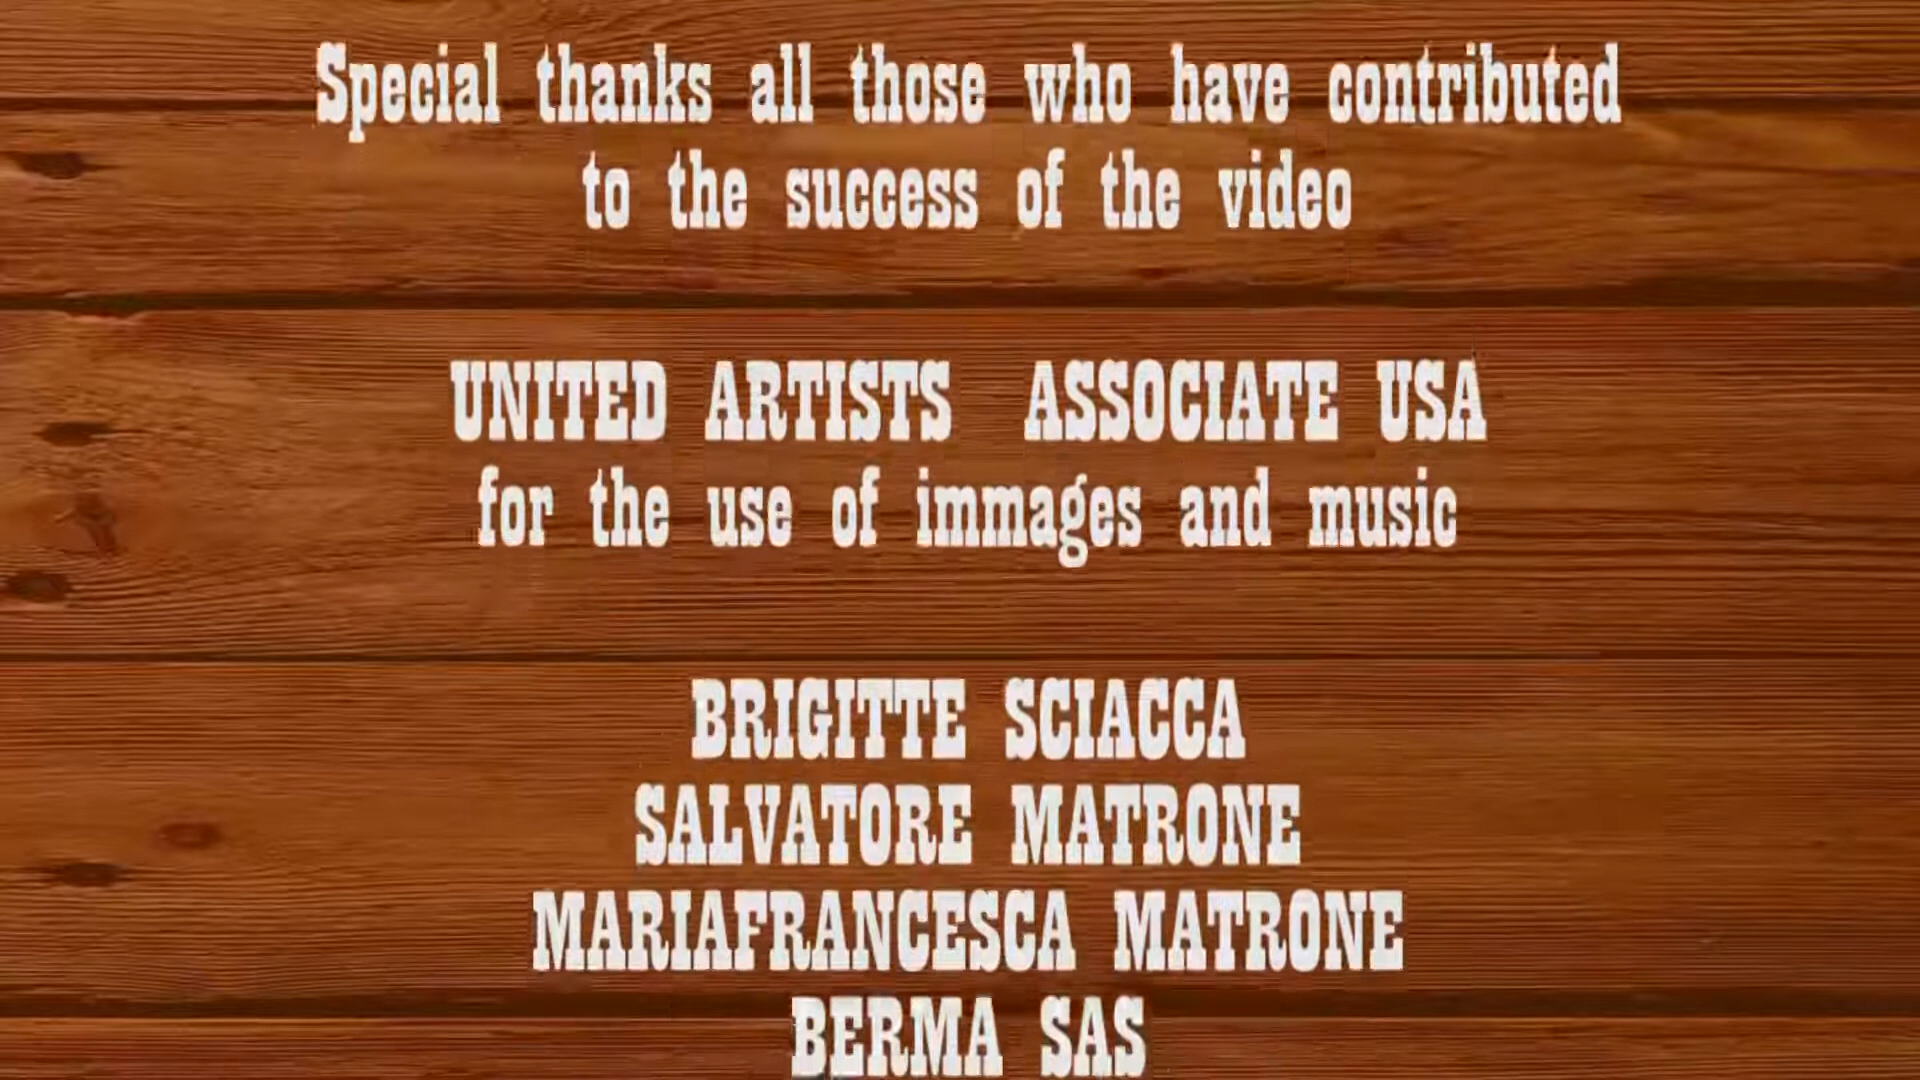 Special thanks all those who have contributed
to the success of the video
UNITED ARTISTS ASSOCIATE USA
for the use of immages and music
BRIGITTE SCIACCA
SALVATORE MATRONE
MARIAFRANCESCA MATRONE
BERMA SAS